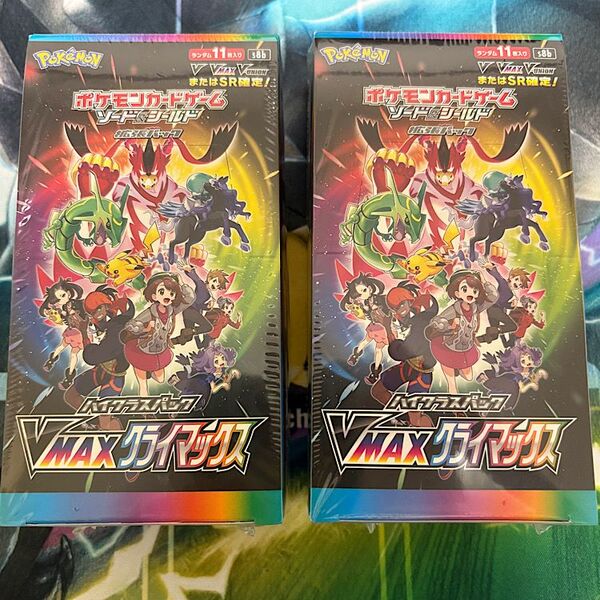 POKÉMON
ランダム11枚入り
s8b
V VMAX V-UNION
またはSR確定!
ポケモンカードゲーム
ソード&シールド
拡張パック
ハイクラスパック
VMAXクライマックス
POKÉMON
ランダム11枚入り
s8b
V VMAX V-UNION
またはSR確定!
ポケモンカードゲーム
ソード&シールド
拡張パック
ハイクラスパック
VMAXクライマックス